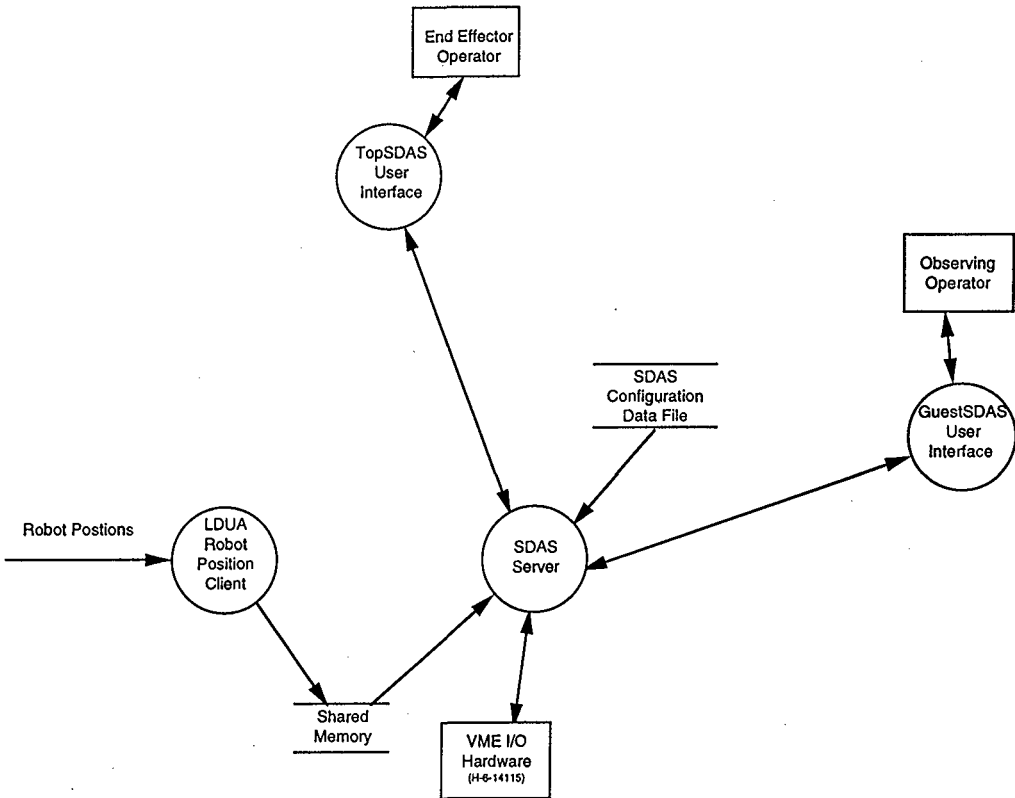 End Effector
Operator
TopSDAS
User
Interface
Observing
Operator
SDAS
Configuration
Data File
GuestSDAS
User
Interface
Robot Postions
LDUA
Robot
Position
Client
SDAS
Server
Shared
Memory
VME I/O
Hardware
(H-6-14115)